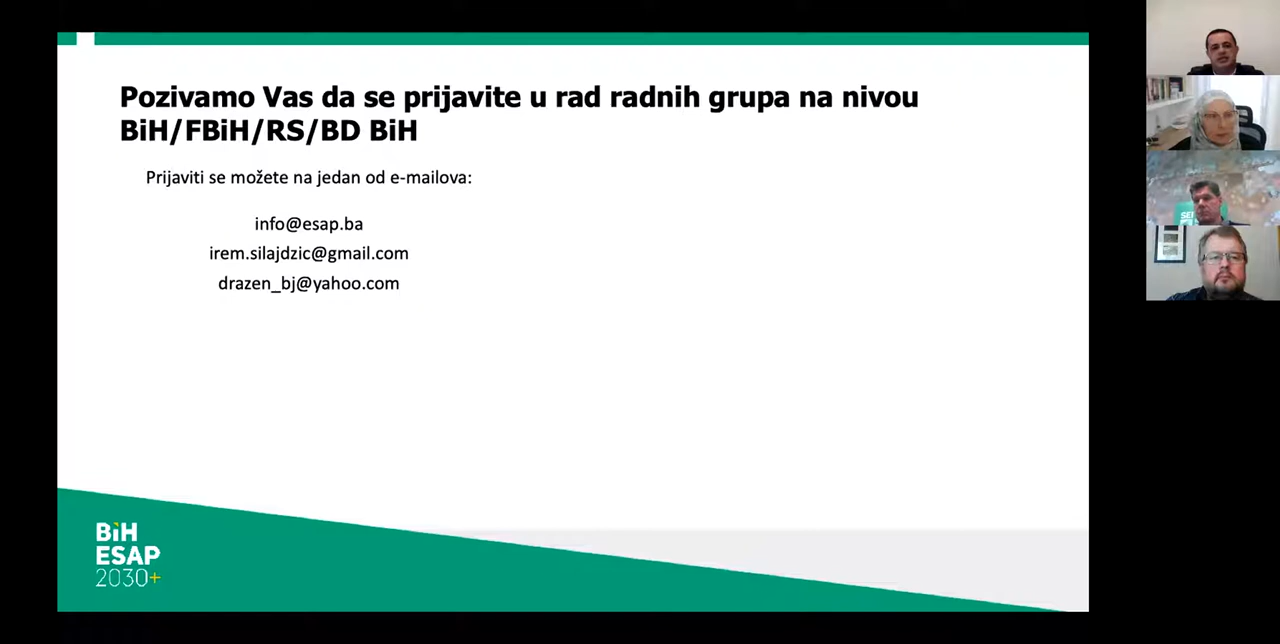 Pozivamo Vas da se prijavite u rad radnih grupa na nivou
BiH/FBiH/RS/BD BiH
Prijaviti se možete na jedan od e-mailova:
info@esap.ba
irem.silajdzic@gmail.com
drazen_bj@yahoo.com
BiH
ESAP
2030+